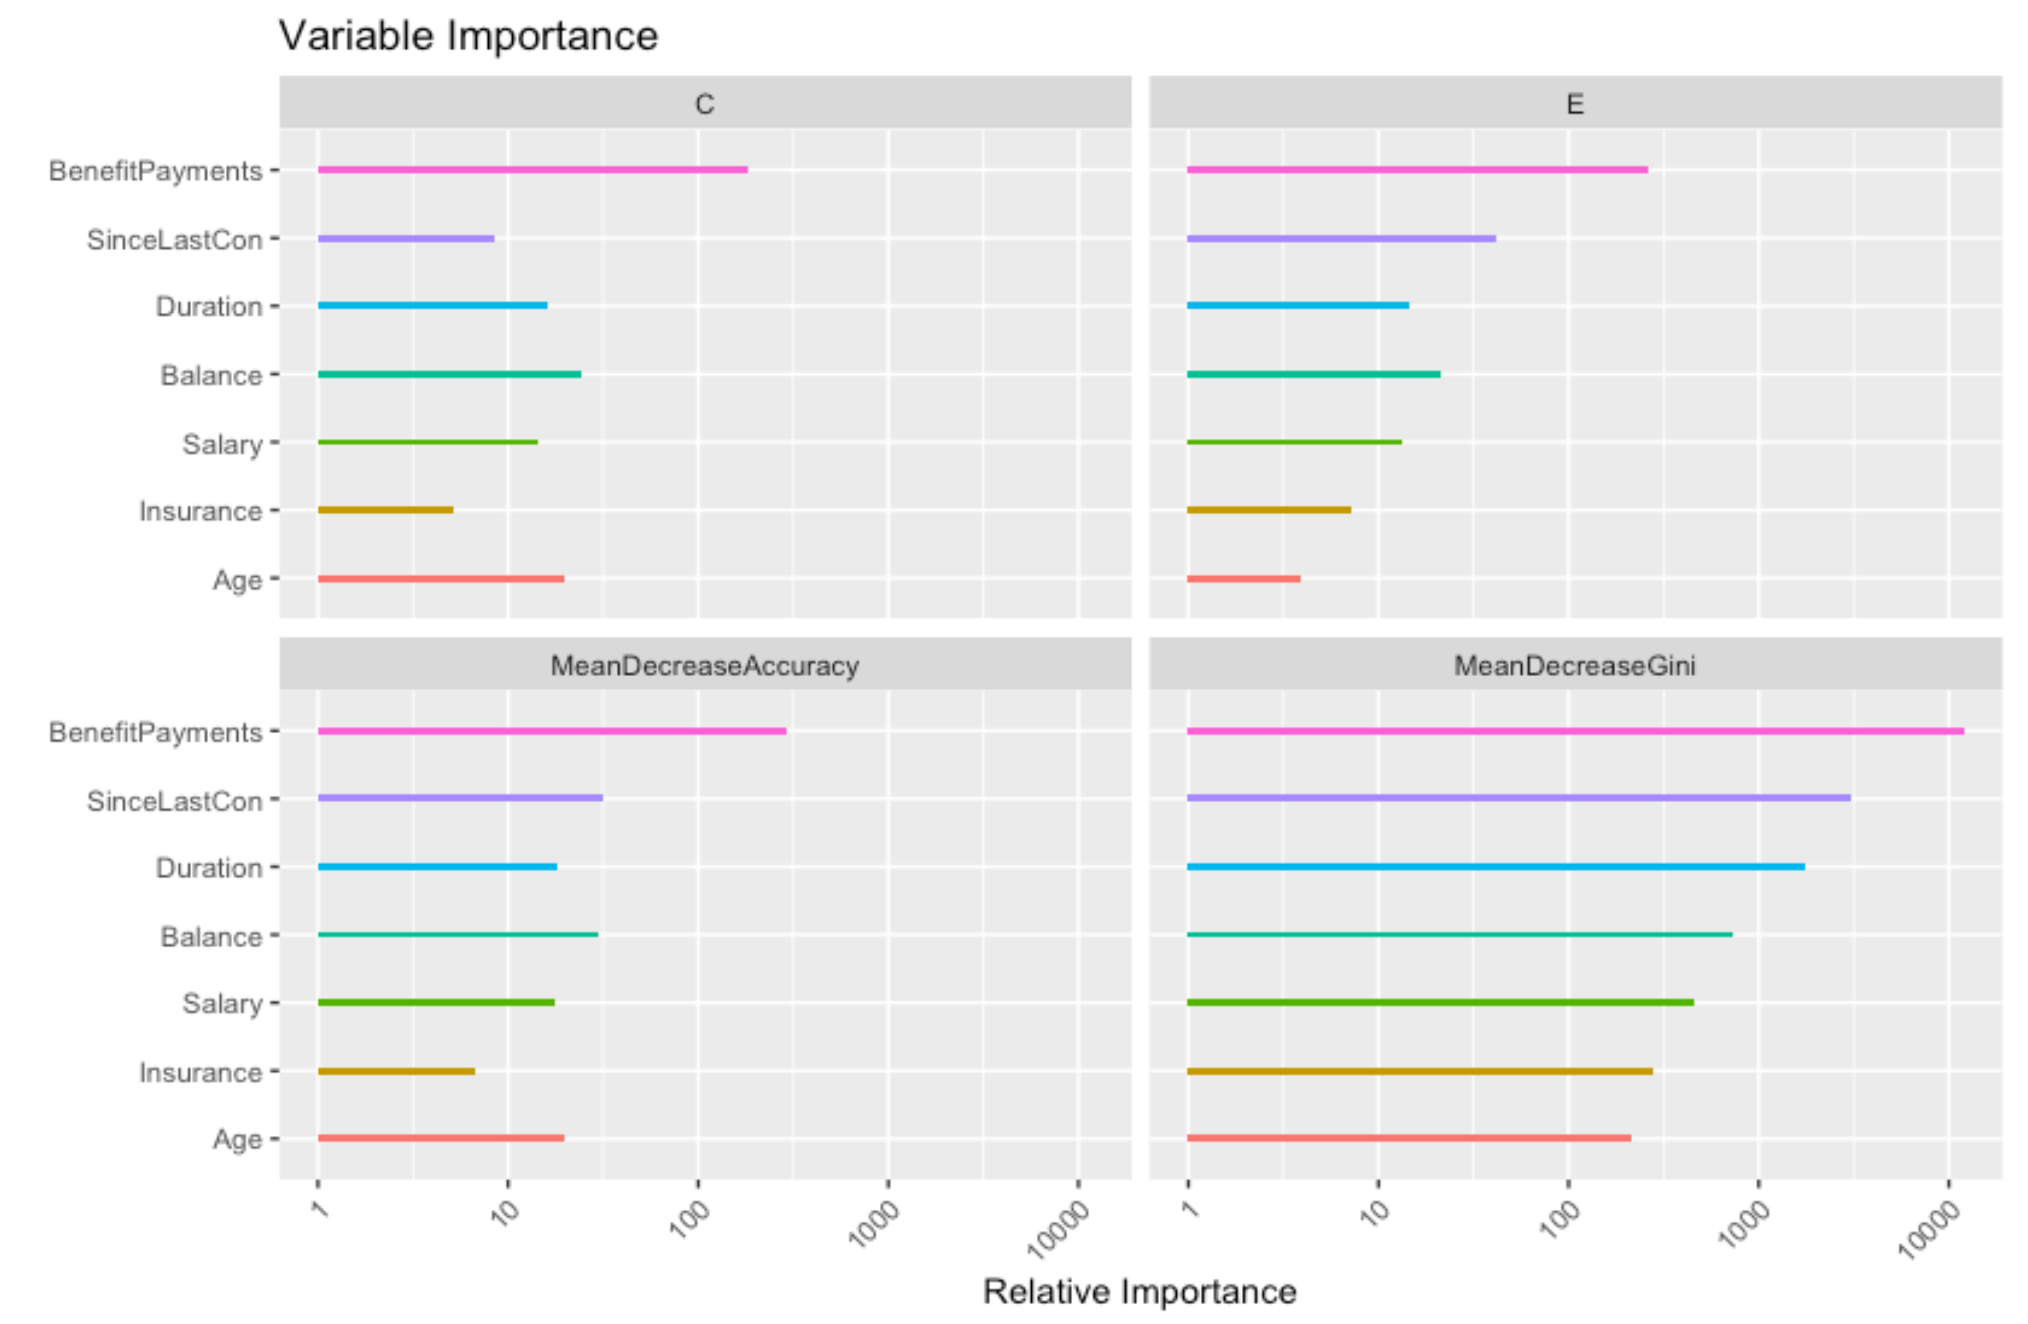 Variable Importance
C
E
BenefitPayments
SinceLastCon
Duration
Balance
Salary
Insurance
Age
MeanDecreaseAccuracy
MeanDecreaseGini
BenefitPayments
SinceLastCon
Duration
Balance
Salary
Insurance
Age
1 10 100 1000 10000
1 10 100 1000 10000
Relative Importance